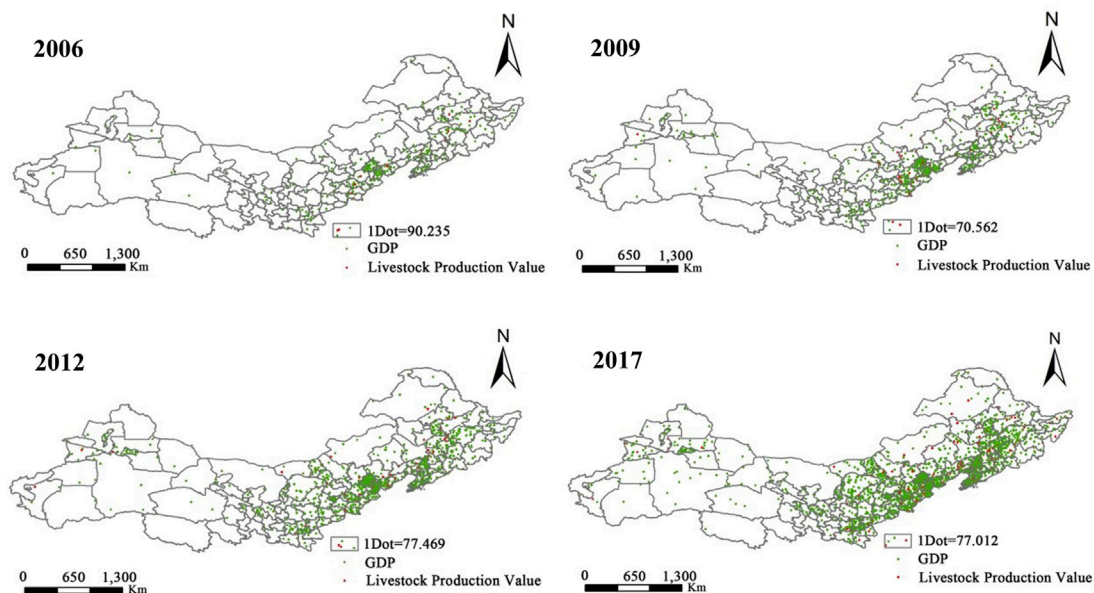 2006
N
1Dot=90.235
GDP
Livestock Production Value
0 650 1,300
Km
2009
N
1Dot=70.562
GDP
Livestock Production Value
0 650 1,300
Km
2012
N
1Dot=77.469
GDP
Livestock Production Value
0 650 1,300
Km
2017
N
1Dot=77.012
GDP
Livestock Production Value
0 650 1,300
Km